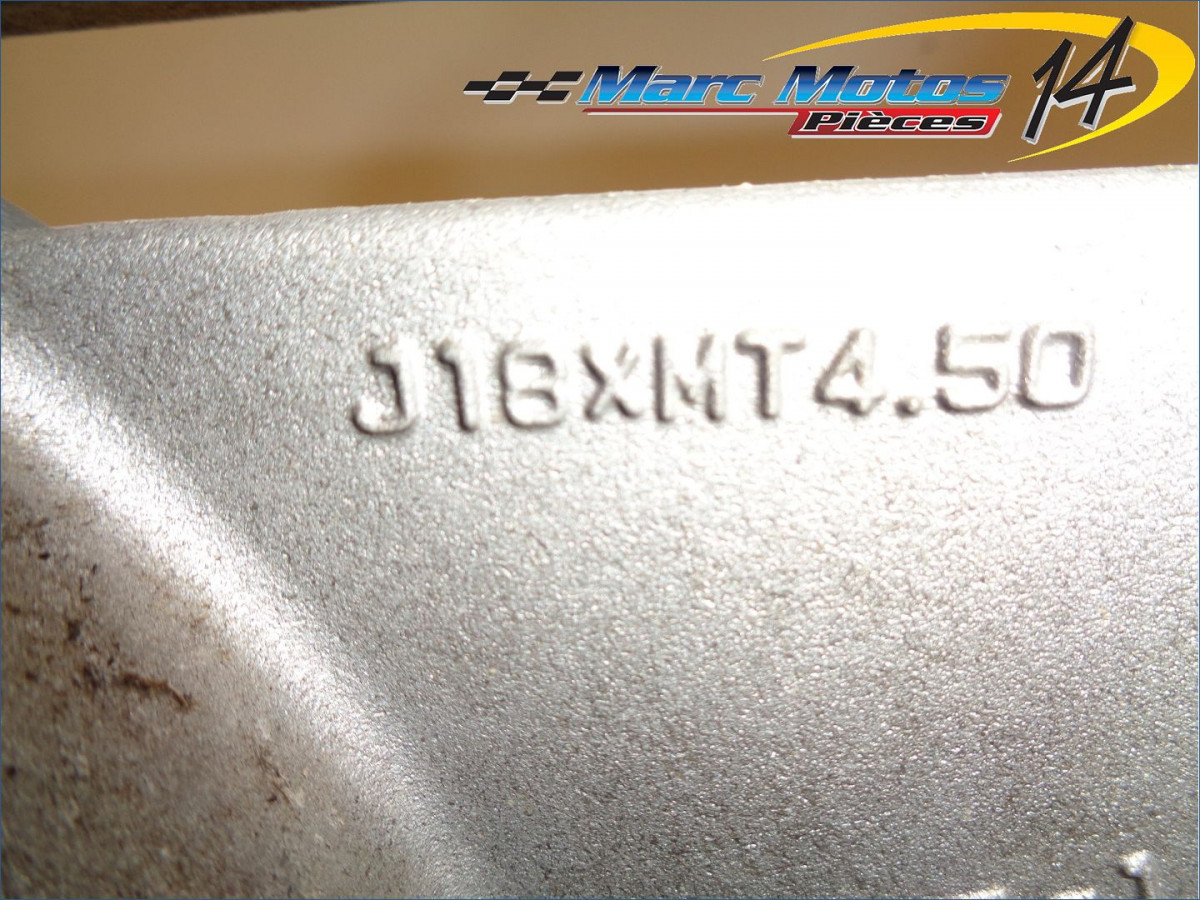 Marc Motos 14
Pièces
J18XMT4.50